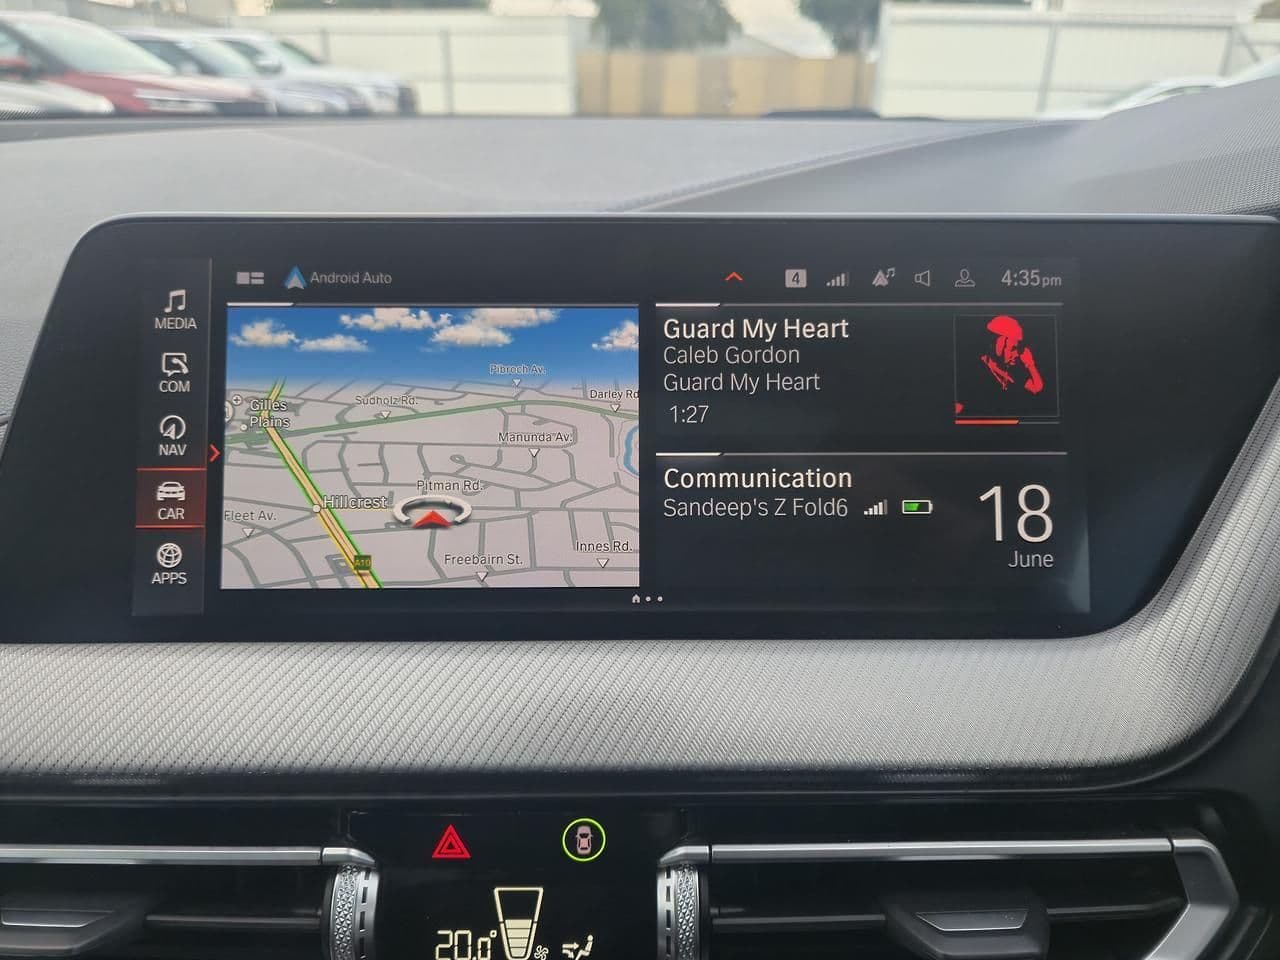 Android Auto
4
4:35pm
MEDIA
COM
NAV
CAR
APPS
Pibroch Av.
Gilles
Plains
Sudholz Rd.
Darley Rd
Manunda Av.
Pitman Rd.
Hillcrest
Fleet Av.
A10
Freebairn St.
Innes Rd.
Guard My Heart
Caleb Gordon
Guard My Heart
1:27
Communication
Sandeep's Z Fold6
18
June
20.0°